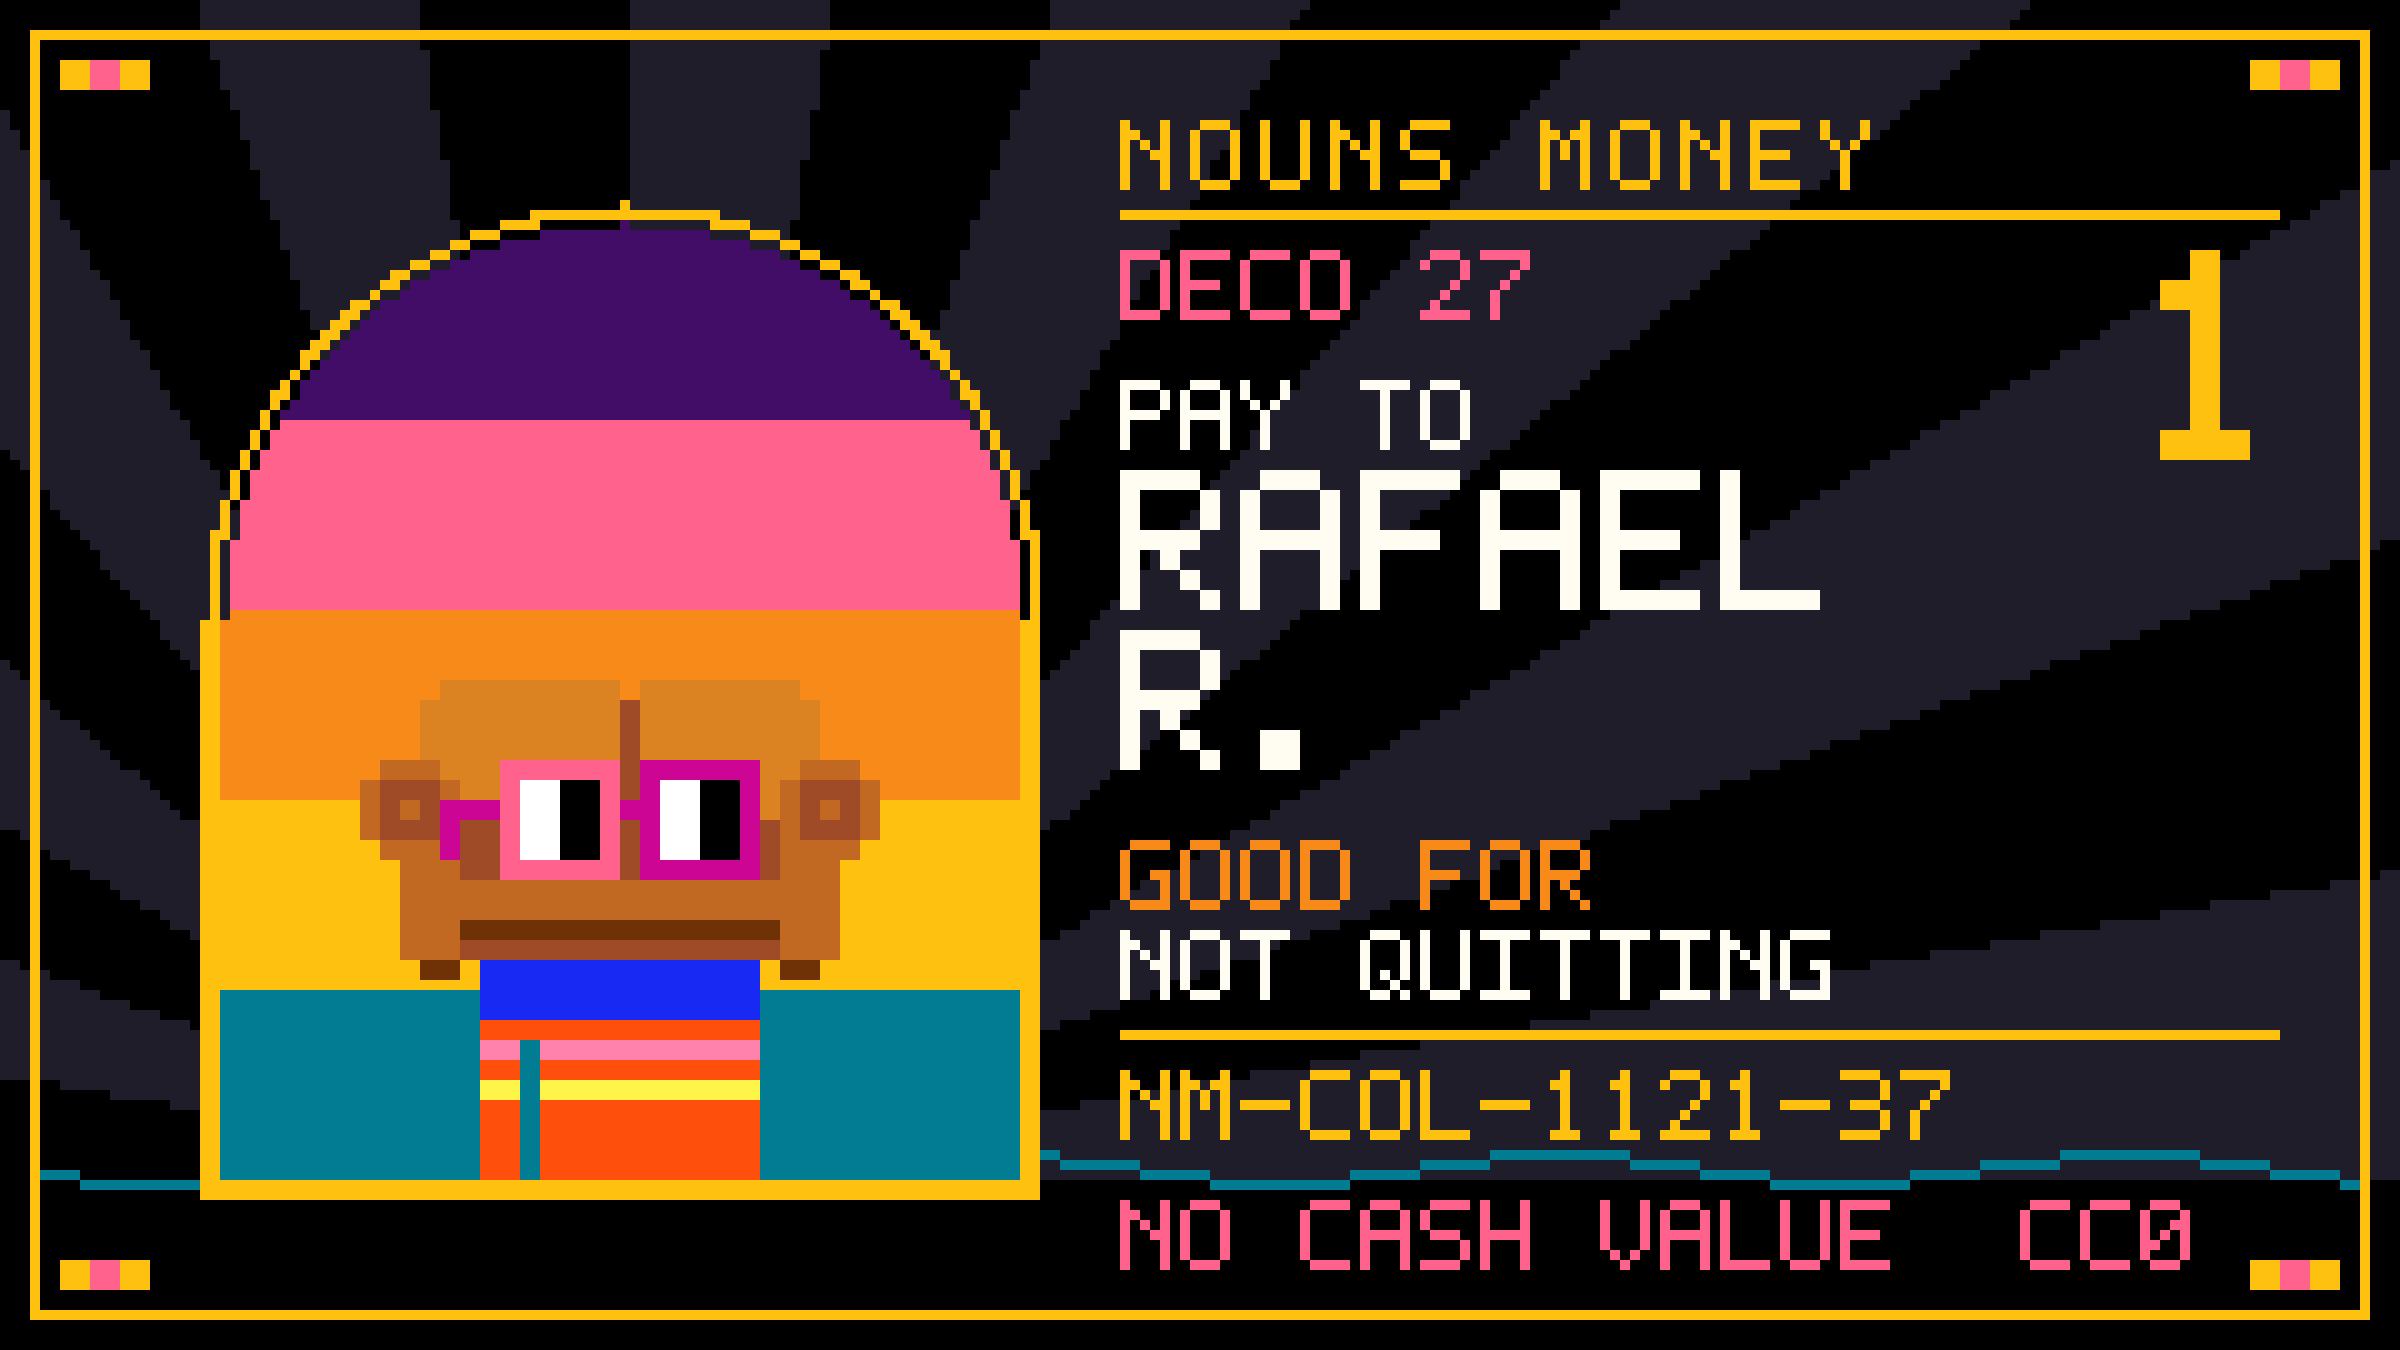 NOUNS MONEY
DECO 27
1
PAY TO
RAFAEL
R.
GOOD FOR
NOT QUITTING
NM-COL-1121-37
NO CASH VALUE CC0